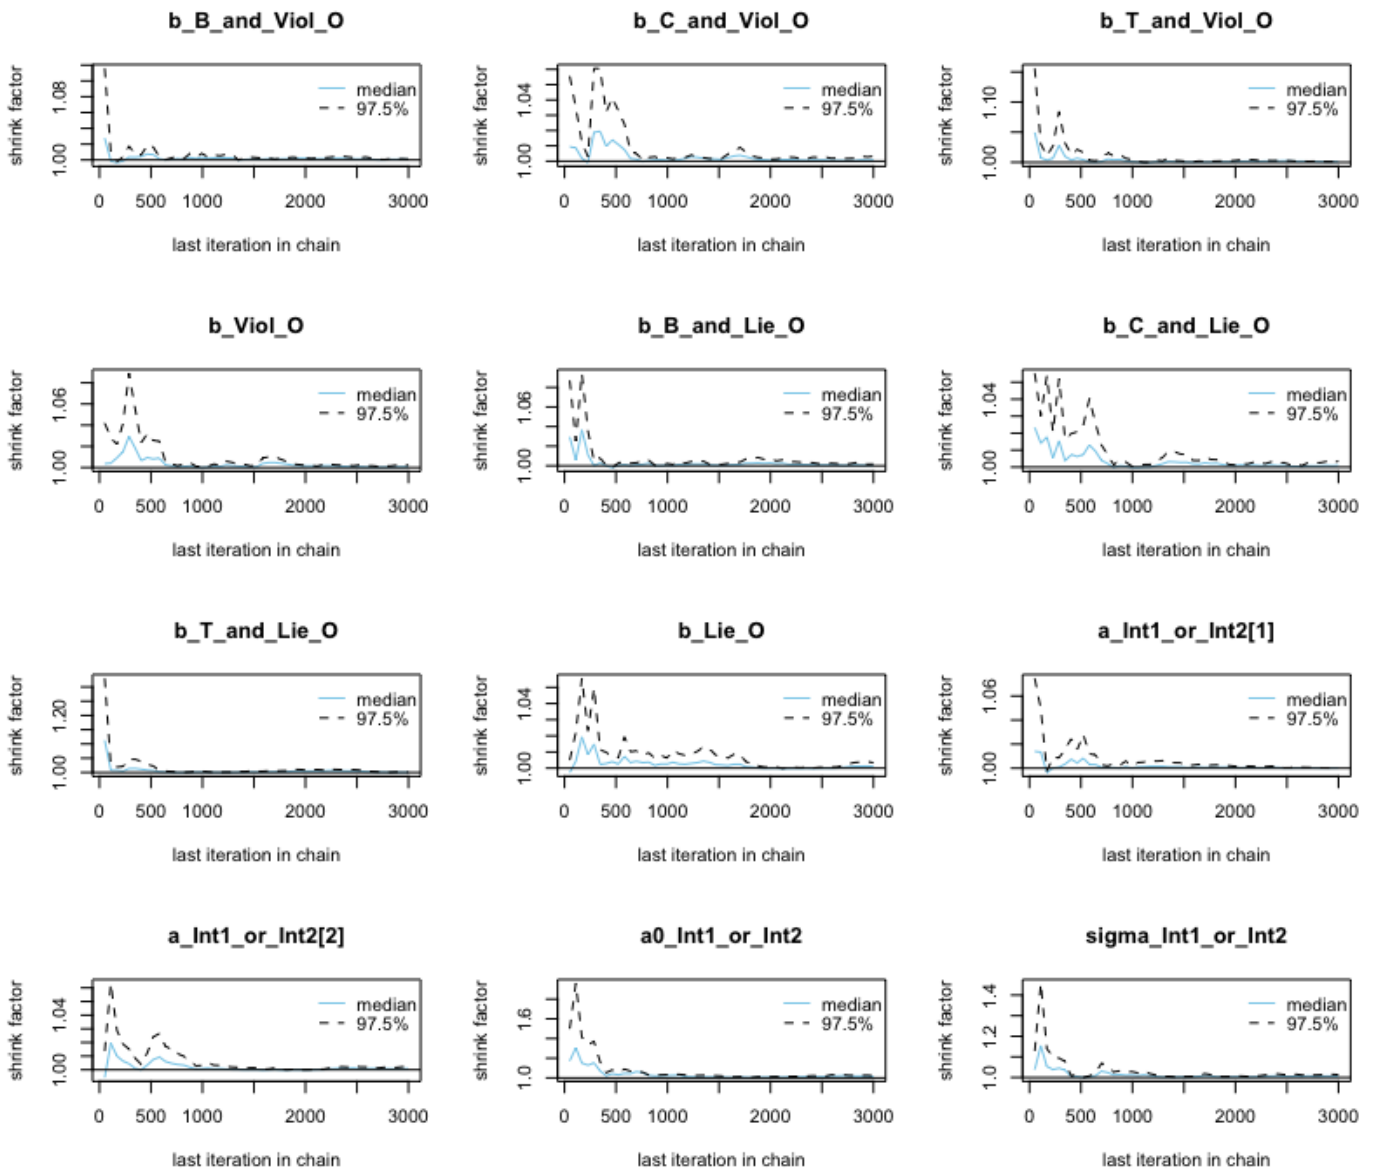 b_B_and_Viol_O
shrink factor
1.00 1.08
median
97.5%
0 500 1000 2000 3000
last iteration in chain
b_C_and_Viol_O
shrink factor
1.00 1.04
median
97.5%
0 500 1000 2000 3000
last iteration in chain
b_T_and_Viol_O
shrink factor
1.00 1.10
median
97.5%
0 500 1000 2000 3000
last iteration in chain
b_Viol_O
shrink factor
1.00 1.06
median
97.5%
0 500 1000 2000 3000
last iteration in chain
b_B_and_Lie_O
shrink factor
1.00 1.06
median
97.5%
0 500 1000 2000 3000
last iteration in chain
b_C_and_Lie_O
shrink factor
1.00 1.04
median
97.5%
0 500 1000 2000 3000
last iteration in chain
b_T_and_Lie_O
shrink factor
1.00 1.20
median
97.5%
0 500 1000 2000 3000
last iteration in chain
b_Lie_O
shrink factor
1.00 1.04
median
97.5%
0 500 1000 2000 3000
last iteration in chain
a_Int1_or_Int2[1]
shrink factor
1.00 1.06
median
97.5%
0 500 1000 2000 3000
last iteration in chain
a_Int1_or_Int2[2]
shrink factor
1.00 1.04
median
97.5%
0 500 1000 2000 3000
last iteration in chain
a0_Int1_or_Int2
shrink factor
1.0 1.6
median
97.5%
0 500 1000 2000 3000
last iteration in chain
sigma_Int1_or_Int2
shrink factor
1.0 1.2 1.4
median
97.5%
0 500 1000 2000 3000
last iteration in chain